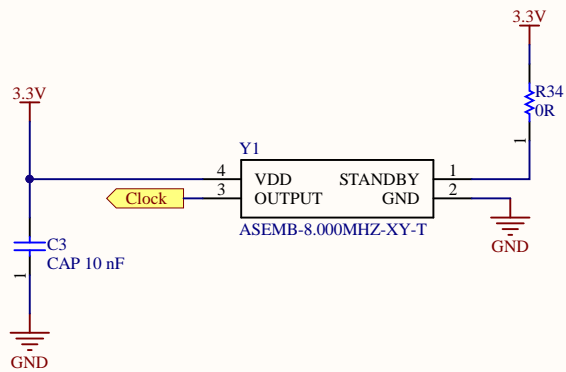 3.3V
R34
0R
1
3.3V
Y1
4 VDD STANDBY 1
3 OUTPUT GND 2
Clock
ASEMB-8.000MHZ-XY-T
GND
C3
CAP 10 nF
1
GND